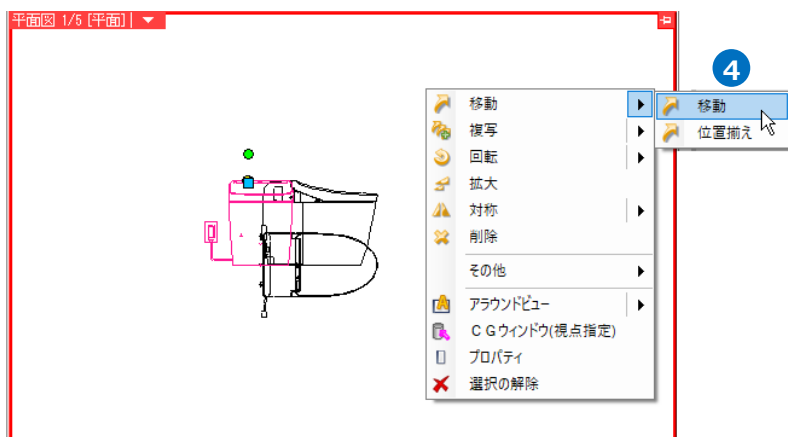 平面図 1/5 [平面]
4
移動
複写
回転
拡大
対称
削除
その他
アラウンドビュー
CGウィンドウ(視点指定)
プロパティ
選択の解除
移動
位置揃え